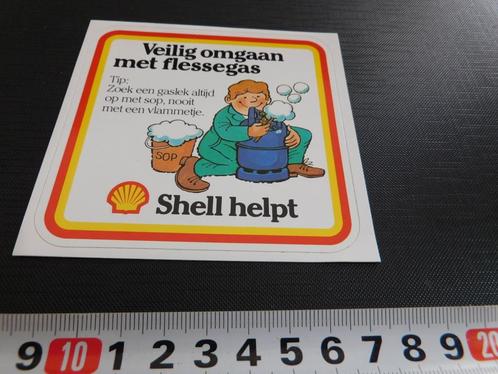 Veilig omgaan
met flessegas
Tip:
Zoek een gaslek altijd
op met sop, nooit
met een vlammetje.
SOP
Shell helpt
9 10 1 2 3 4 5 6 7 8 9 20